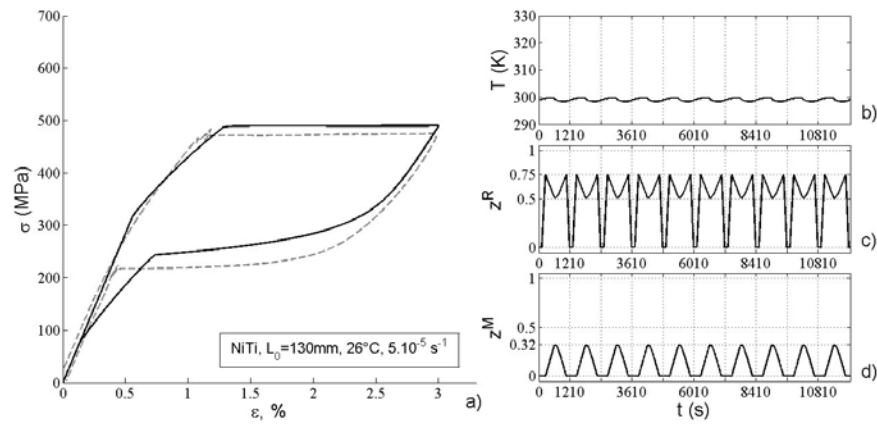 700
600
500
400
300
200
100
0
σ (MPa)
0 0.5 1 1.5 2 2.5 3
ε, %
NiTi, L₀=130mm, 26°C, 5.10⁻⁵ s⁻¹
a)
330
320
310
300
290
T (K)
0 1210 3610 6010 8410 10810
b)
1
0.75
0.5
0
z^R
0 1210 3610 6010 8410 10810
c)
1
0.5
0.32
0
z^M
0 1210 3610 6010 8410 10810
t (s)
d)